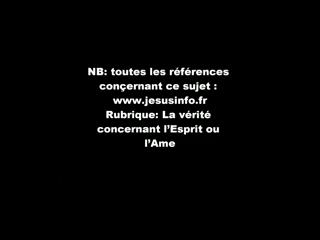 NB: toutes les références
conçernant ce sujet :
www.jesusinfo.fr
Rubrique: La vérité
concernant l'Esprit ou
l'Ame